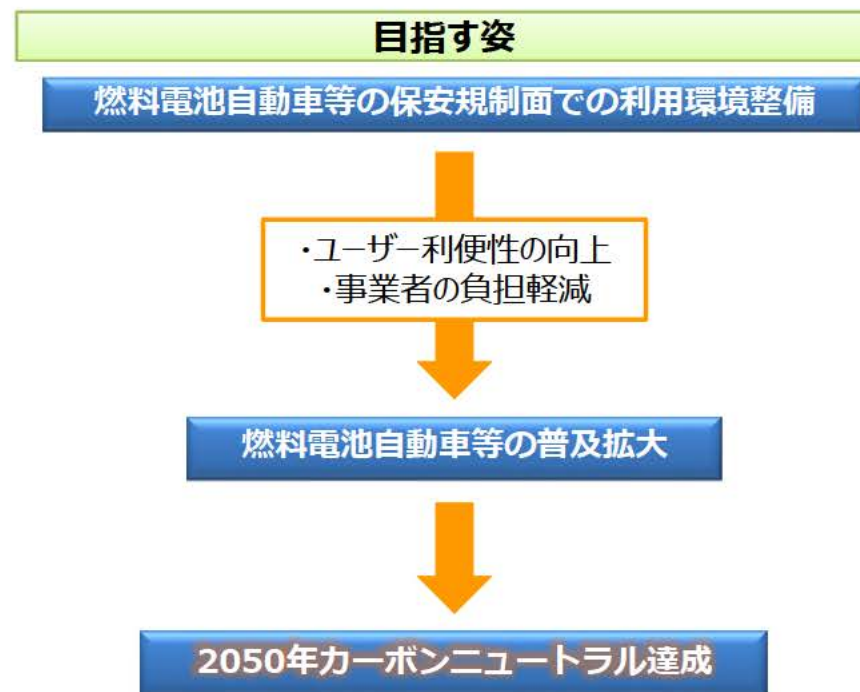 目指す姿
燃料電池自動車等の保安規制面での利用環境整備
・ユーザー利便性の向上
・事業者の負担軽減
燃料電池自動車等の普及拡大
2050年カーボンニュートラル達成